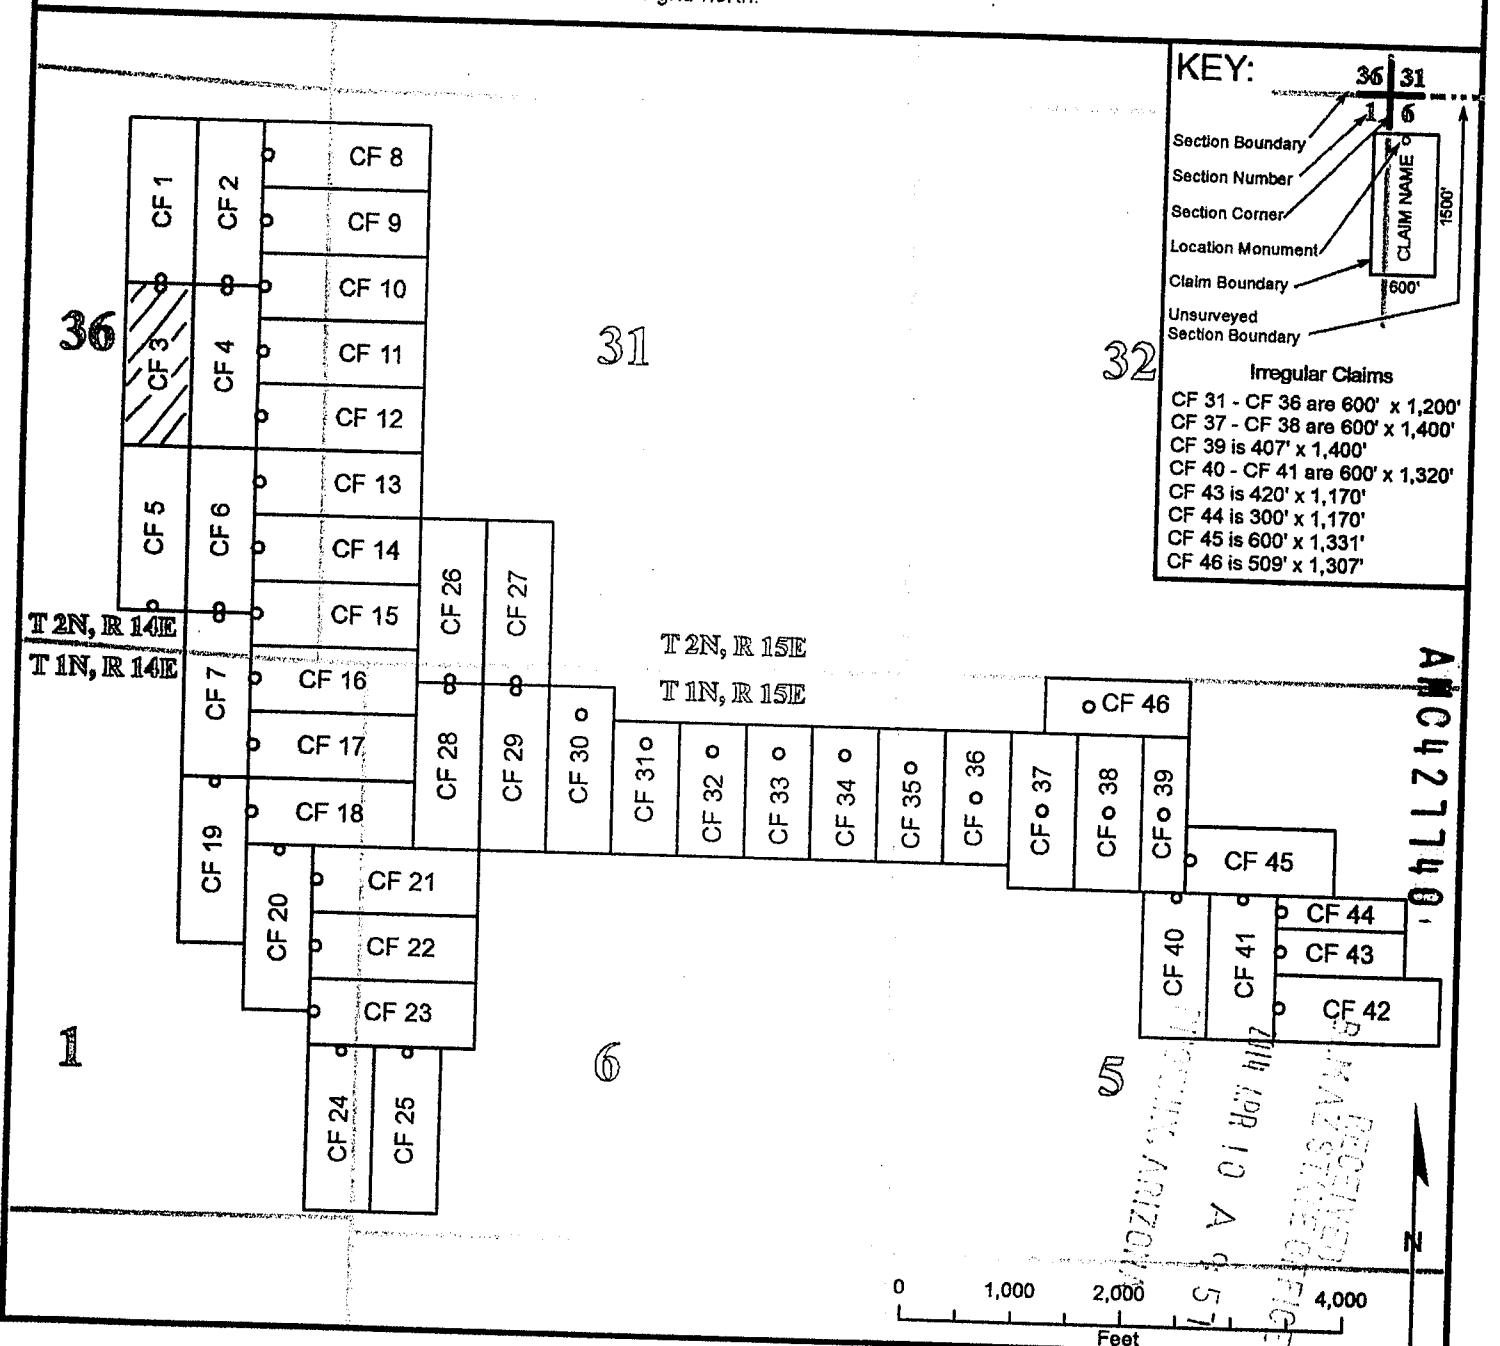 grid north.
KEY:
36 31
1 6
Section Boundary
Section Number
Section Corner
Location Monument
Claim Boundary
Unsurveyed
Section Boundary
CLAIM NAME
1500'
600'
Irregular Claims
CF 31 - CF 36 are 600' x 1,200'
CF 37 - CF 38 are 600' x 1,400'
CF 39 is 407' x 1,400'
CF 40 - CF 41 are 600' x 1,320'
CF 43 is 420' x 1,170'
CF 44 is 300' x 1,170'
CF 45 is 600' x 1,331'
CF 46 is 509' x 1,307'
CF 1
CF 2
CF 8
CF 9
CF 10
36
CF 3
CF 4
CF 11
CF 12
31
32
CF 5
CF 6
CF 13
CF 14
CF 15
CF 26
CF 27
T 2N, R 14E
T 1N, R 14E
T 2N, R 15E
T 1N, R 15E
CF 7
CF 16
CF 17
CF 18
CF 28
CF 29
CF 30
CF 31
CF 32
CF 33
CF 34
CF 35
CF 36
CF 37
CF 38
CF 39
CF 46
CF 45
CF 19
CF 20
CF 21
CF 22
CF 23
CF 40
CF 41
CF 44
CF 43
CF 42
CF 24
CF 25
1
6
5
AMC427740
RECEIVED
2014 APR 10 A 9:57
ARIZONA
N
0 1,000 2,000 4,000
Feet